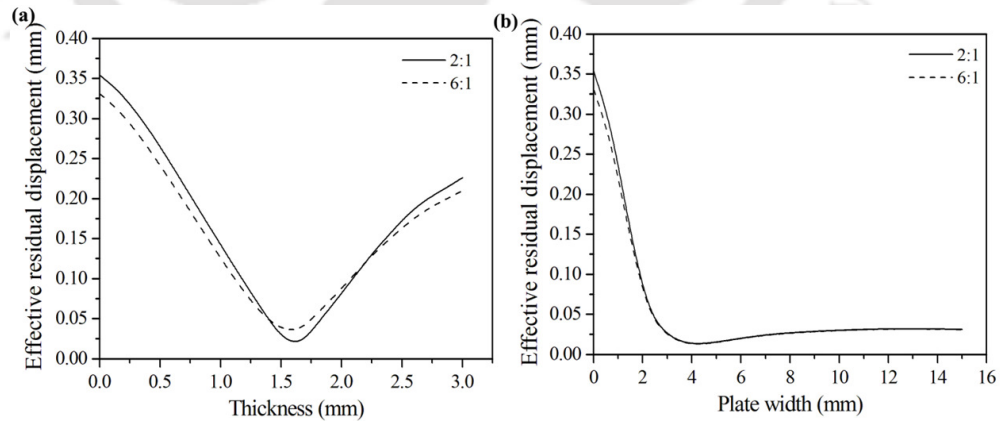 (a)
Effective residual displacement (mm)
0.40
0.35
0.30
0.25
0.20
0.15
0.10
0.05
0.00
2:1
6:1
0.0 0.5 1.0 1.5 2.0 2.5 3.0
Thickness (mm)
(b)
Effective residual displacement (mm)
0.40
0.35
0.30
0.25
0.20
0.15
0.10
0.05
0.00
2:1
6:1
0 2 4 6 8 10 12 14 16
Plate width (mm)